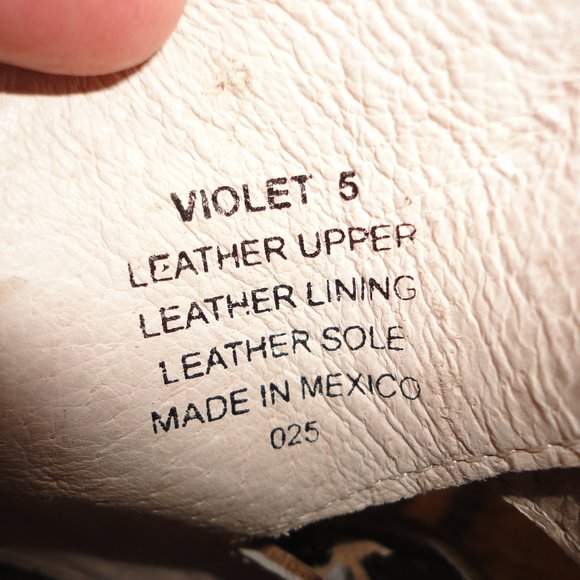 VIOLET 5
LEATHER UPPER
LEATHER LINING
LEATHER SOLE
MADE IN MEXICO
025